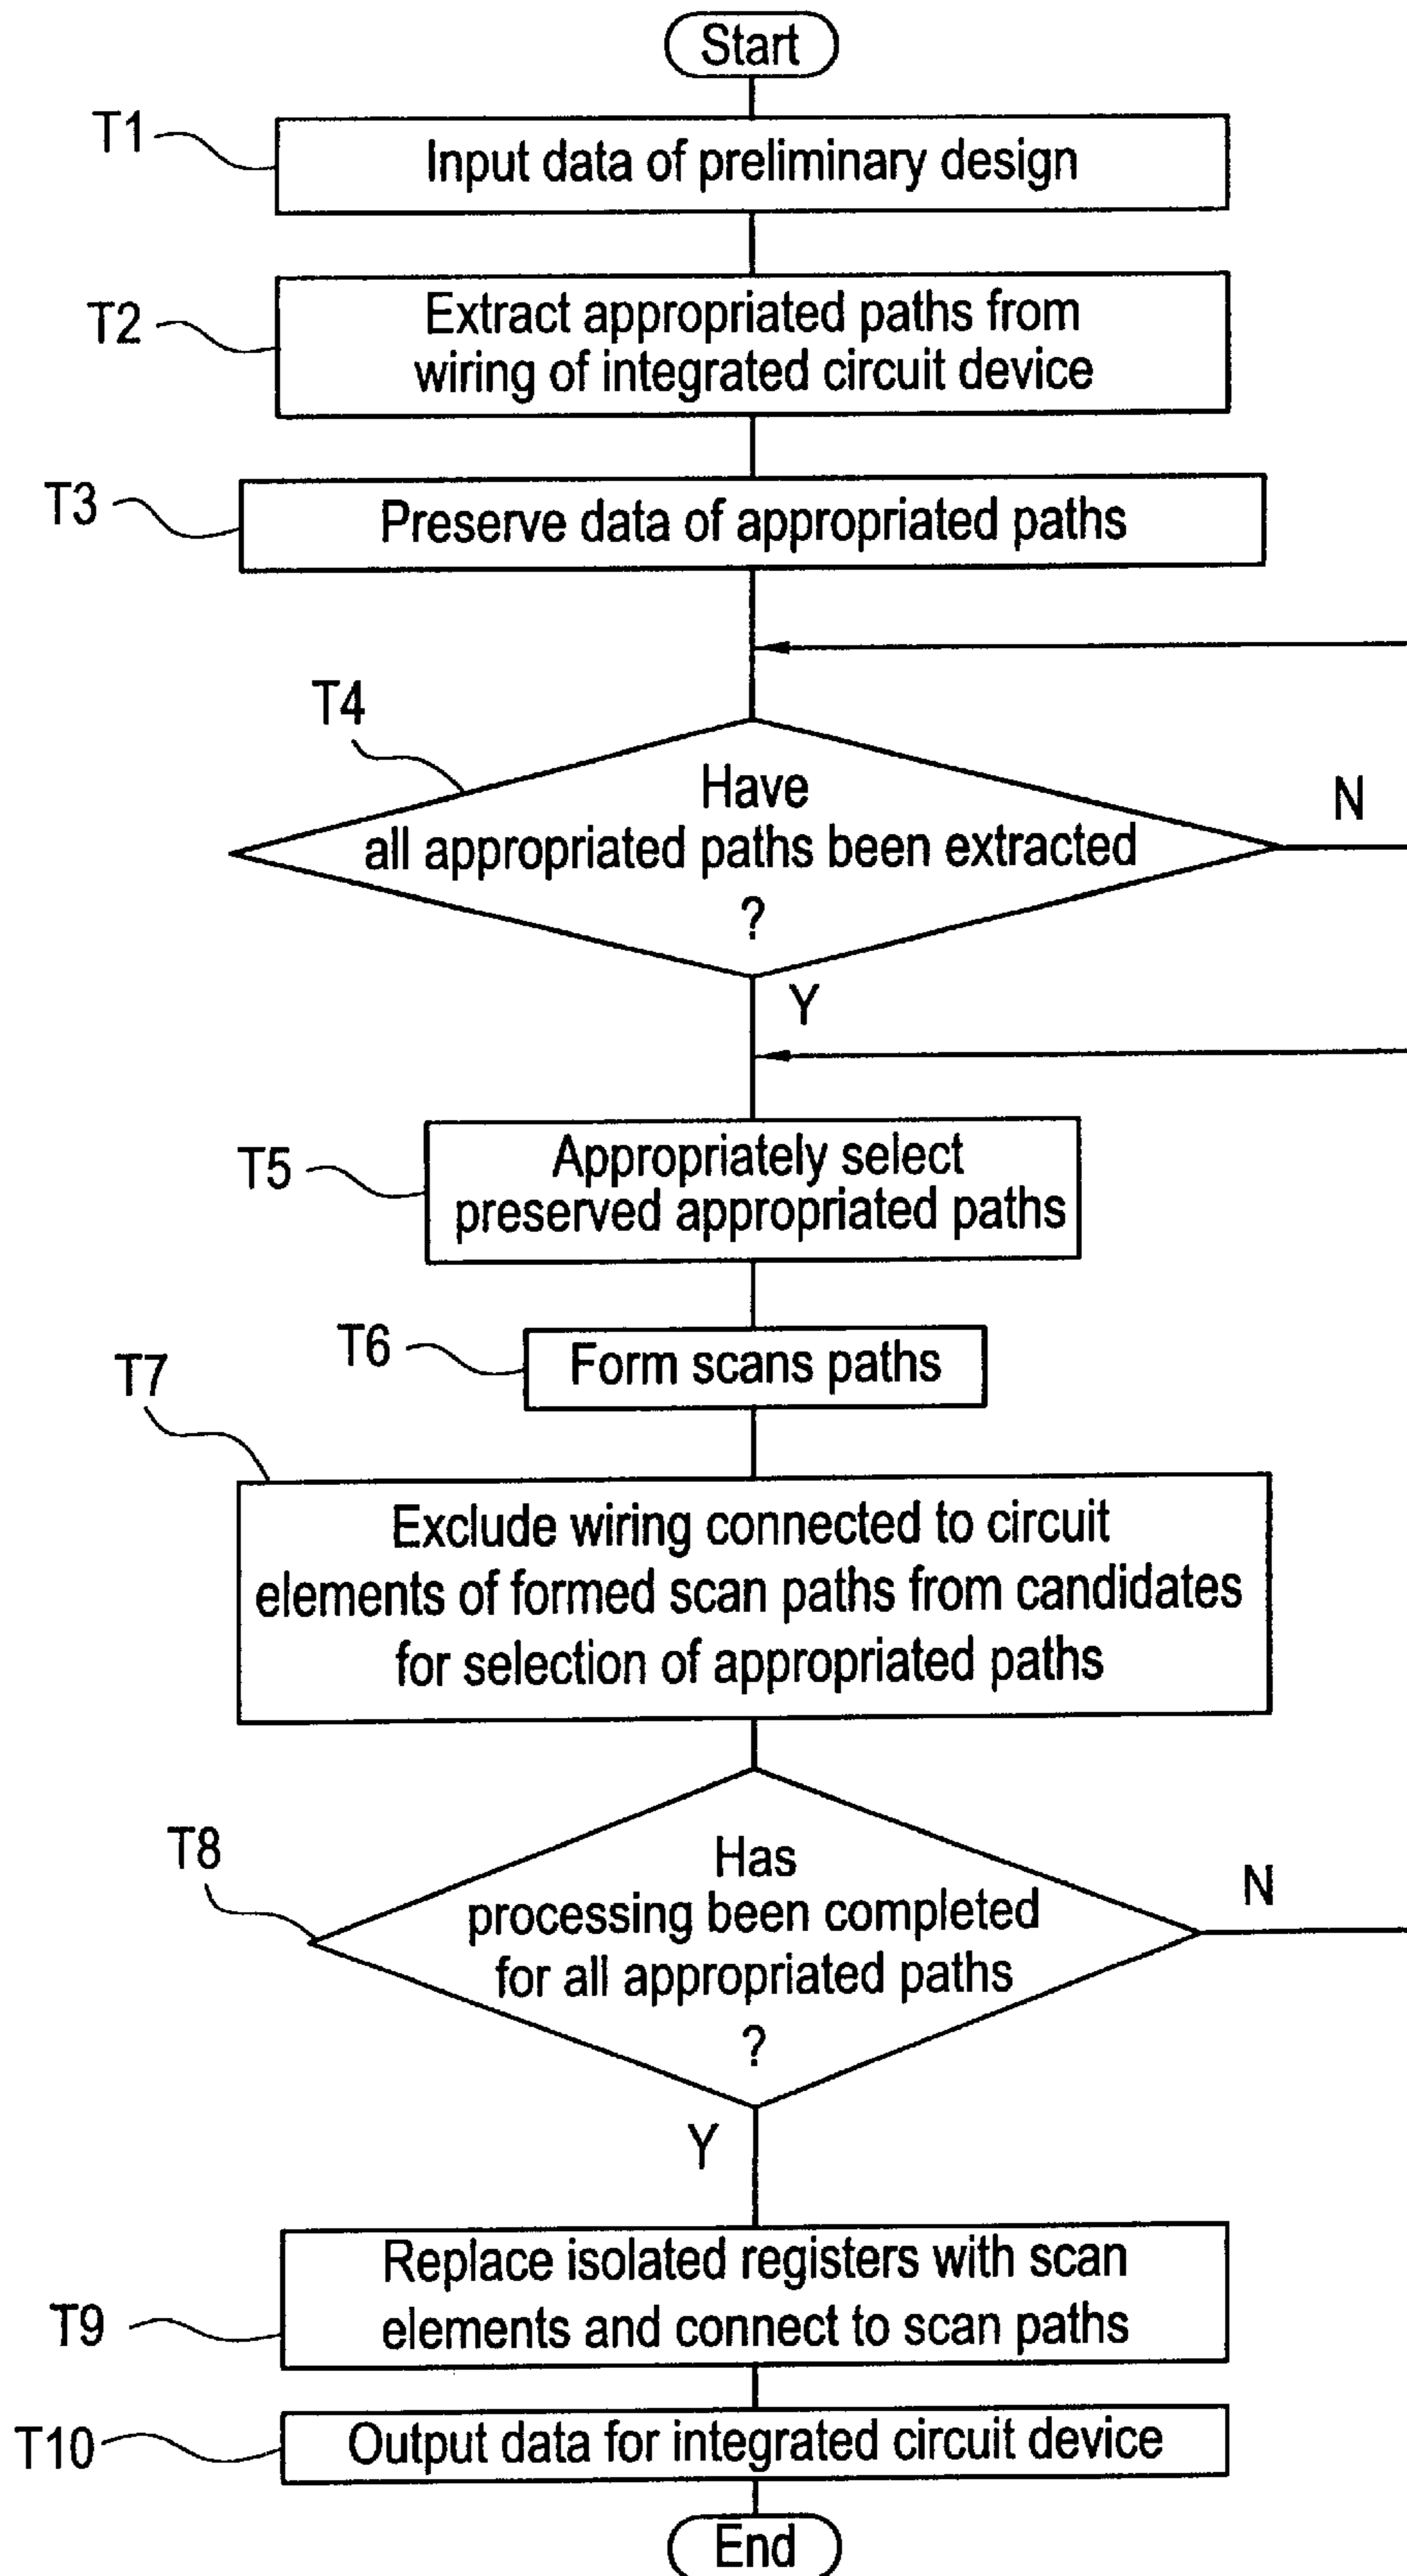 Start
T1
Input data of preliminary design
T2
Extract appropriated paths from
wiring of integrated circuit device
T3
Preserve data of appropriated paths
T4
Have
all appropriated paths been extracted
?
N
Y
T5
Appropriately select
preserved appropriated paths
T6
Form scans paths
T7
Exclude wiring connected to circuit
elements of formed scan paths from candidates
for selection of appropriated paths
T8
Has
processing been completed
for all appropriated paths
?
N
Y
T9
Replace isolated registers with scan
elements and connect to scan paths
T10
Output data for integrated circuit device
End